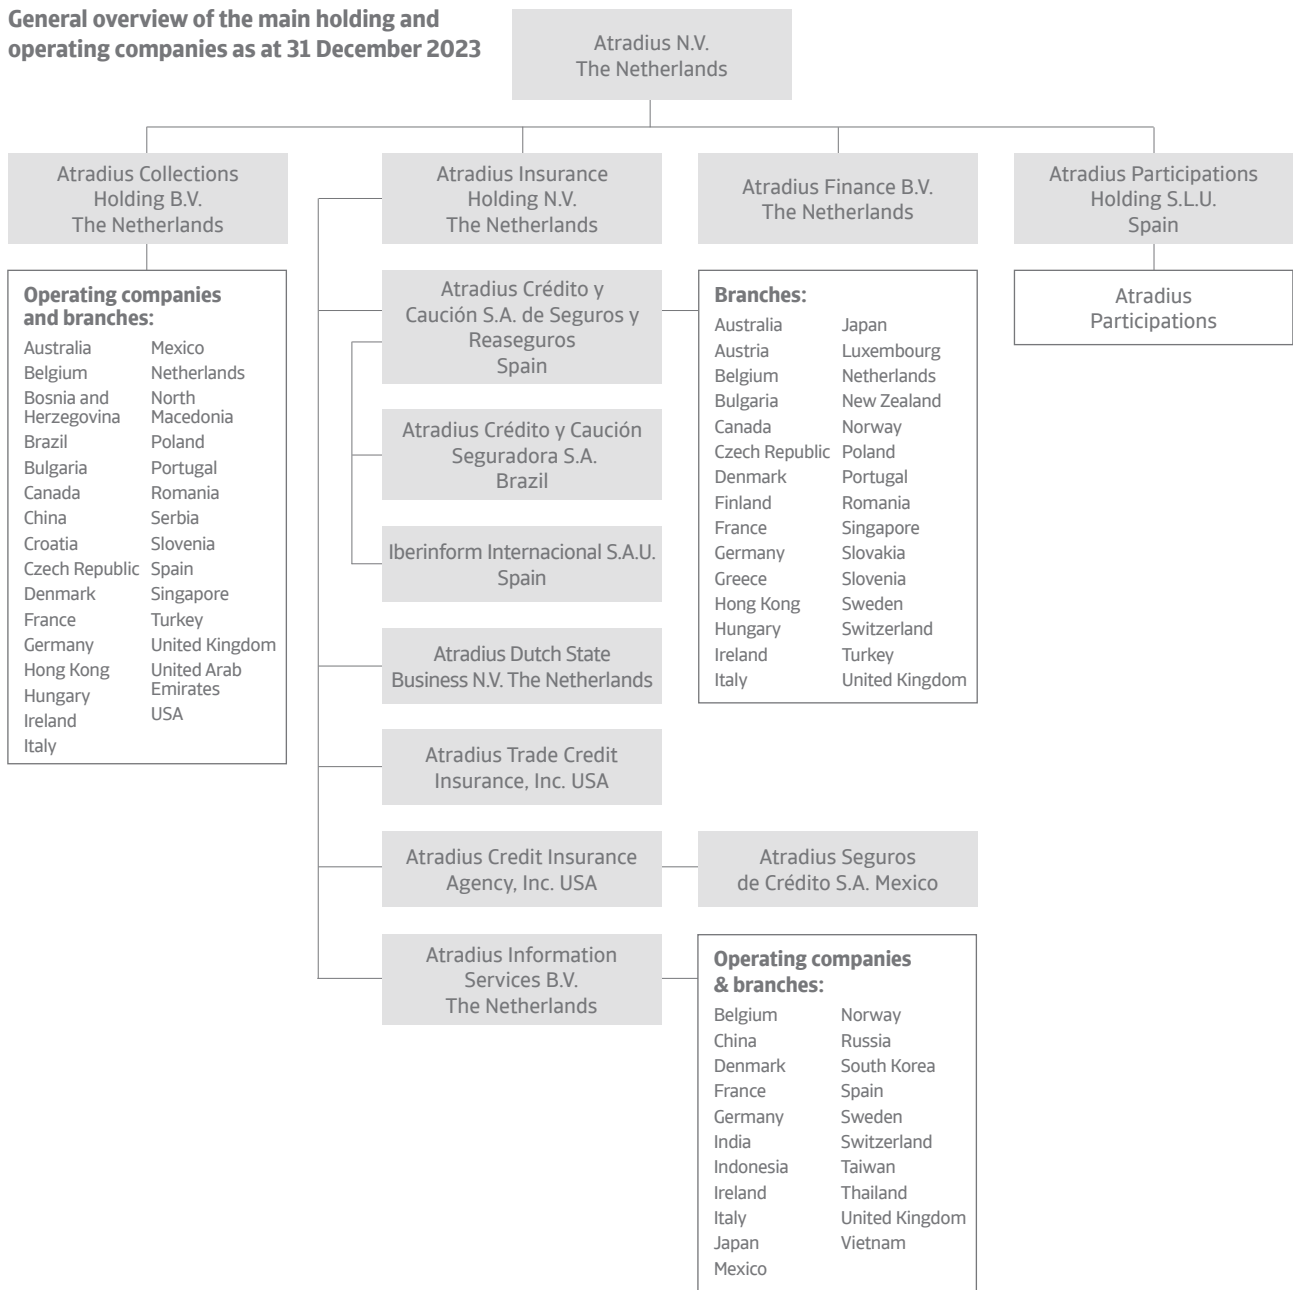 General overview of the main holding and
operating companies as at 31 December 2023
Atradius N.V.
The Netherlands
Atradius Collections
Holding B.V.
The Netherlands
Atradius Insurance
Holding N.V.
The Netherlands
Atradius Finance B.V.
The Netherlands
Atradius Participations
Holding S.L.U.
Spain
Operating companies
and branches:
Australia
Belgium
Bosnia and
Herzegovina
Brazil
Bulgaria
Canada
China
Croatia
Czech Republic
Denmark
France
Germany
Hong Kong
Hungary
Ireland
Italy
Mexico
Netherlands
North
Macedonia
Poland
Portugal
Romania
Serbia
Slovenia
Spain
Singapore
Turkey
United Kingdom
United Arab
Emirates
USA
Atradius Crédito y
Caución S.A. de Seguros y
Reaseguros
Spain
Atradius Crédito y Caución
Seguradora S.A.
Brazil
Iberinform Internacional S.A.U.
Spain
Atradius Dutch State
Business N.V. The Netherlands
Atradius Trade Credit
Insurance, Inc. USA
Atradius Credit Insurance
Agency, Inc. USA
Atradius Information
Services B.V.
The Netherlands
Branches:
Australia
Austria
Belgium
Bulgaria
Canada
Czech Republic
Denmark
Finland
France
Germany
Greece
Hong Kong
Hungary
Ireland
Italy
Japan
Luxembourg
Netherlands
New Zealand
Norway
Poland
Portugal
Romania
Singapore
Slovakia
Slovenia
Sweden
Switzerland
Turkey
United Kingdom
Atradius
Participations
Atradius Seguros
de Crédito S.A. Mexico
Operating companies
& branches:
Belgium
China
Denmark
France
Germany
India
Indonesia
Ireland
Italy
Japan
Mexico
Norway
Russia
South Korea
Spain
Sweden
Switzerland
Taiwan
Thailand
United Kingdom
Vietnam